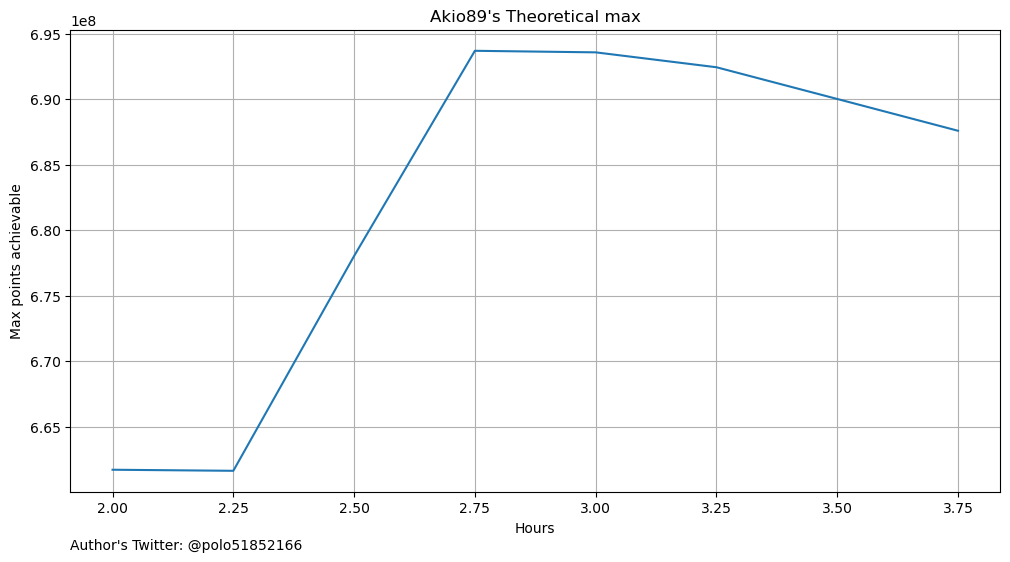 Akio89's Theoretical max
1e8
6.95
6.90
6.85
6.80
6.75
6.70
6.65
Max points achievable
2.00 2.25 2.50 2.75 3.00 3.25 3.50 3.75
Hours
Author's Twitter: @polo51852166